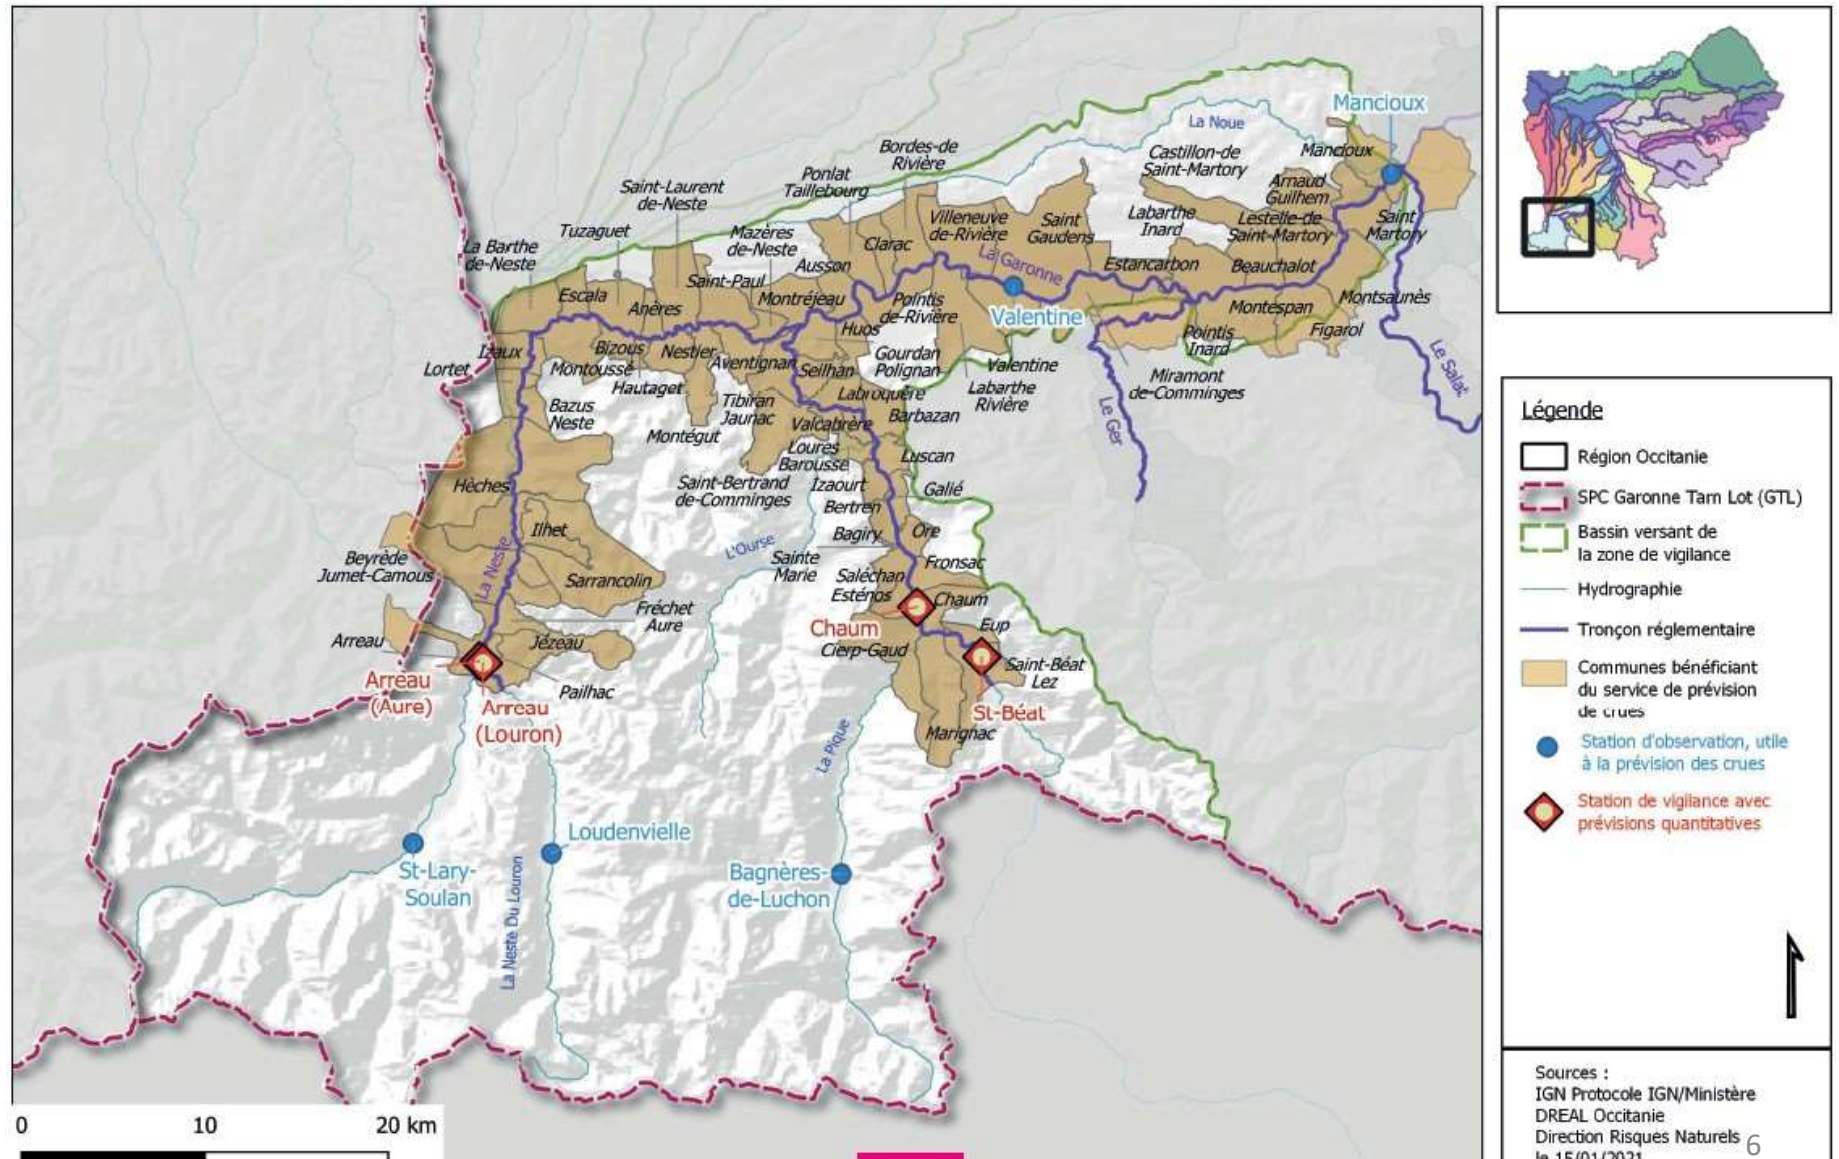 Mancioux
La Noue
Bordes-de
Rivière
Castillon-de
Saint-Martory
Mancioux
Ponlat
Taillebourg
Saint-Laurent
de-Neste
Arnaud
Guilhem
Tuzaguet
Mazères
de-Neste
Villeneuve
de-Rivière
Saint
Gaudens
Labarthe
Inard
Lestelle-de
Saint-Martory
Saint
Martory
La Barthe
de-Neste
Clarac
La Garonne
Ausson
Estancarbon
Beauchalot
Saint-Paul
Escala
Anères
Montréjeau
Pointis
de-Rivière
Valentine
Montespan
Montsaunès
Huos
Pointis
Inard
Figarol
Izaux
Bizous
Nestier
Aventignan
Gourdan
Polignan
Lortet
Montoussé
Seilhan
Valentine
Le Salat
Hautaget
Labroquère
Labarthe
Rivière
Miramont
de-Comminges
Bazus
Neste
Tibiran
Jaunac
Barbazan
Le Ger
Montégut
Valcabrère
Loures
Barousse
Luscan
Hèches
Saint-Bertrand
de-Comminges
Izaourt
Galié
Bertren
Ilhet
Bagiry
Ore
La Neste
L'Ourse
Beyrède
Jumet-Camous
Sainte
Marie
Fronsac
Sarrancolin
Saléchan
Esténos
Chaum
Fréchet
Aure
Chaum
Eup
Arreau
Jézeau
Cierp-Gaud
Saint-Béat
Lez
Arreau
(Aure)
Pailhac
Arreau
(Louron)
St-Béat
Marignac
La Pique
Loudenvielle
St-Lary-
Soulan
La Neste Du Louron
Bagnères-
de-Luchon
0 10 20 km
Légende
Région Occitanie
SPC Garonne Tarn Lot (GTL)
Bassin versant de
la zone de vigilance
Hydrographie
Tronçon réglementaire
Communes bénéficiant
du service de prévision
de crues
Station d'observation, utile
à la prévision des crues
Station de vigilance avec
prévisions quantitatives
Sources :
IGN Protocole IGN/Ministère
DREAL Occitanie
Direction Risques Naturels
le 15/01/2021
6